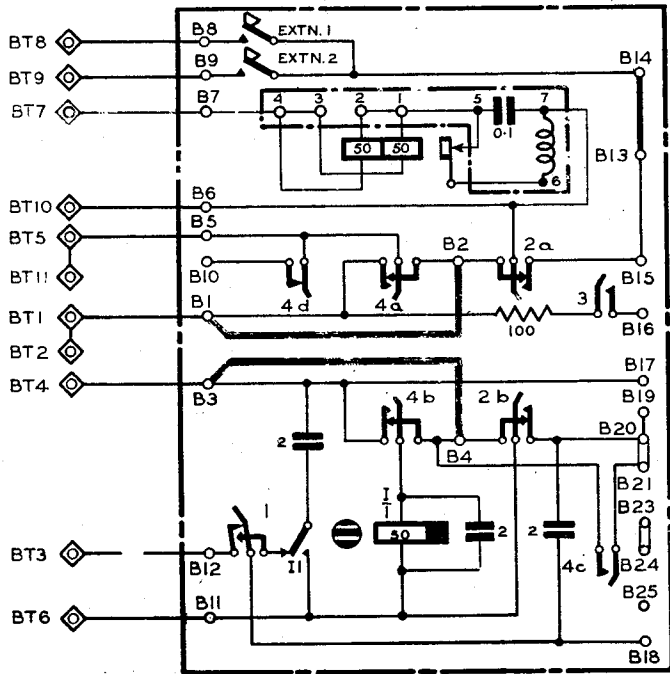 BT8 B8 EXTN. 1
BT9 B9 EXTN. 2 B14
BT7 B7 4 3 2 1 5 7
0·1
50 50
B13
6
BT10 B6
BT5 B5 B2 2a
BT11 B10 B15
4d 4a 3
BT1 B1 100 B16
BT2
BT4 B3 B17
4b 2b B19
2 B20
B4 B21
1 I/1 B23
50 2 2
BT3 B12 I1 4c B24
B25
BT6 B11
B18